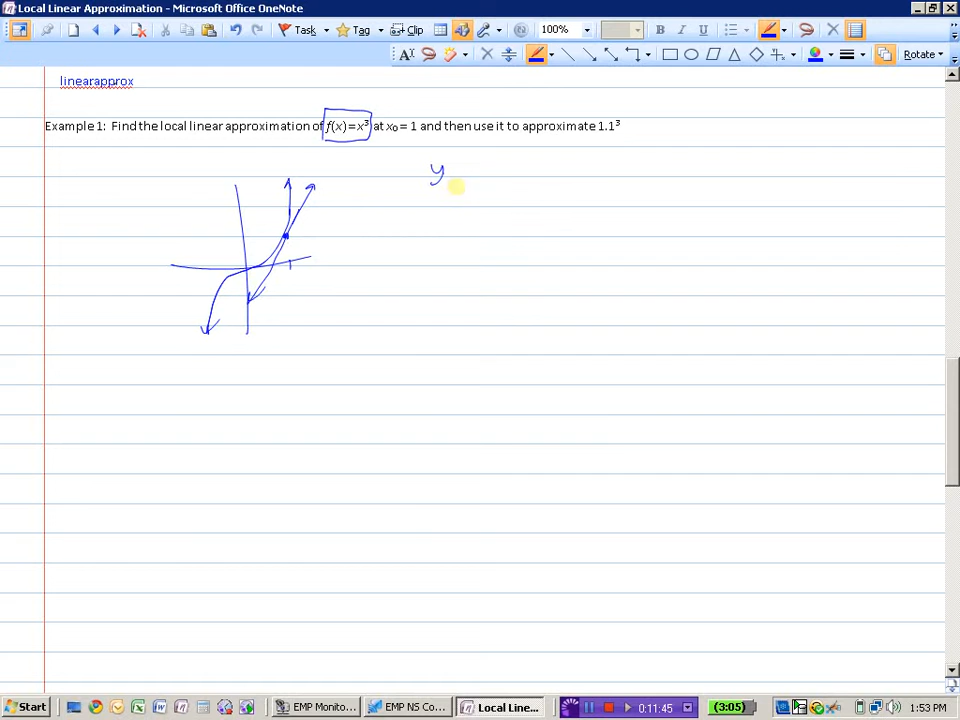 Local Linear Approximation - Microsoft Office OneNote
Task Tag Clip 100% B I U
A Rotate
linearapprox
Example 1: Find the local linear approximation of f(x) = x³ at x₀ = 1 and then use it to approximate 1.1³
y
Start EMP Monito... EMP NS Co... Local Line... 0:11:45 (3:05) 1:53 PM